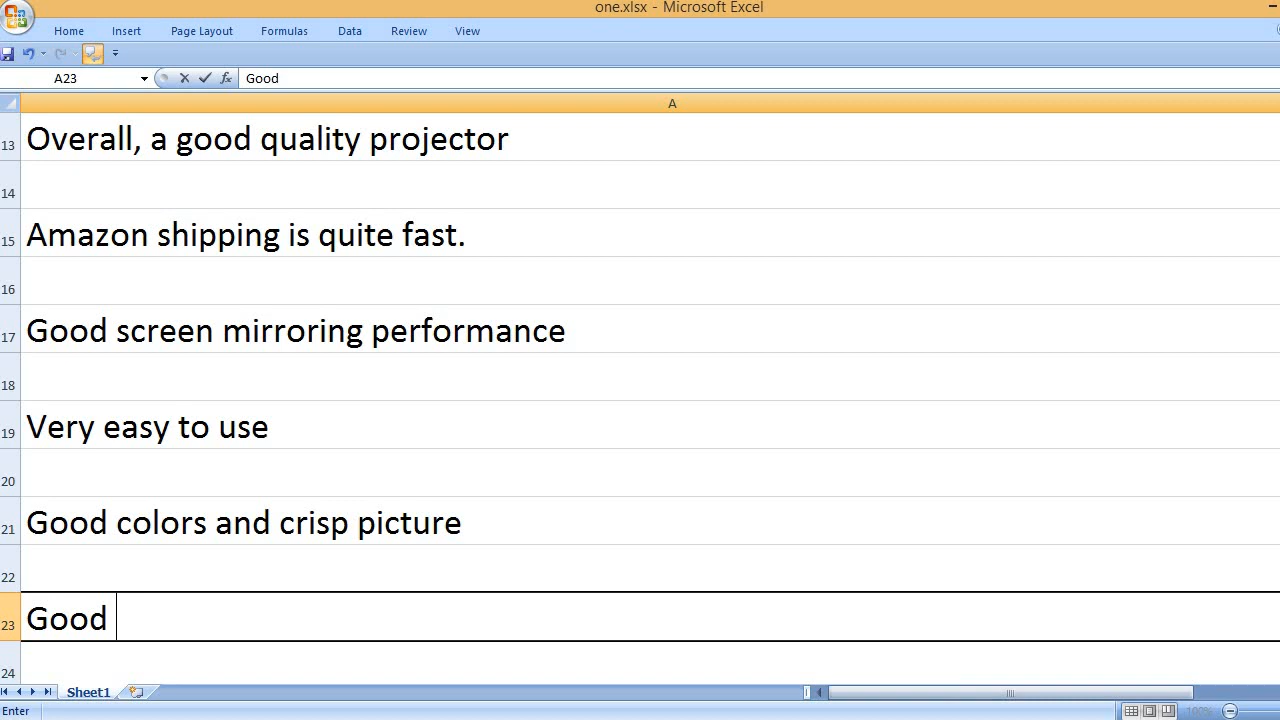 one.xlsx - Microsoft Excel
Home Insert Page Layout Formulas Data Review View
A23 fx Good
A
13 Overall, a good quality projector
14
15 Amazon shipping is quite fast.
16
17 Good screen mirroring performance
18
19 Very easy to use
20
21 Good colors and crisp picture
22
23 Good
24
Sheet1
Enter 100%